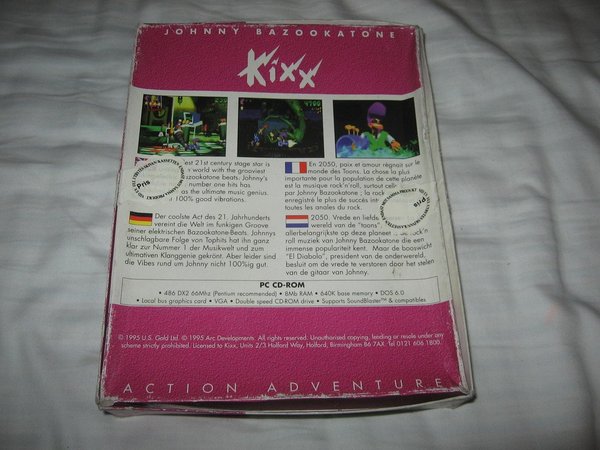 JOHNNY BAZOOKATONE
Kixx
est 21st century stage star is
world with the grooviest
azookatone beats. Johnny's
number one hits has
as the ultimate music genius.
100% good vibrations.
Pris
En 2050, paix et amour régnait sur le
monde des Toons. La chose la plus
importante pour la population de cette planète
est la musique rock'n'roll, surtout cel
par Johnny Bazookatone ; la rock
enregistré le plus de succès int
toutes les annales du rock.
Pris
Der coolste Act des 21. Jahrhunderts
vereint die Welt im funkigen Groove
seiner elektrischen Bazookatone-Beats. Johnnys
unschlagbare Folge von Tophits hat ihn ganz
klar zur Nummer 1 der Musikwelt und zum
ultimativen Klanggenie gekrönt. Aber leider sind
die Vibes rund um Johnny nicht 100%ig gut.
2050. Vrede en liefde
wereld van de "toons".
allerbelangrijkste op deze planeet
rock'n'
roll muziek van Johnny Bazookatone die een
immense populariteit kent. Maar de booswicht
"El Diabolo", president van de onderwereld,
besluit om de vrede te verstoren door het stelen
van de gitaar van Johnny.
PC CD-ROM
• 486 DX2 66Mhz (Pentium recommended) • 8Mb RAM • 640K base memory • DOS 6.0
• Local bus graphics card • VGA • Double speed CD-ROM drive • Supports SoundBlaster™ & compatibles
© 1995 U.S. Gold Ltd. © 1995 Arc Developments. All rights reserved. Unauthorised copying, lending or resale under any
scheme strictly prohibited. Licensed to Kixx, Units 2/3 Holford Way, Holford, Birmingham B6 7AX. Tel 0121 606 1800.
ACTION ADVENTURE